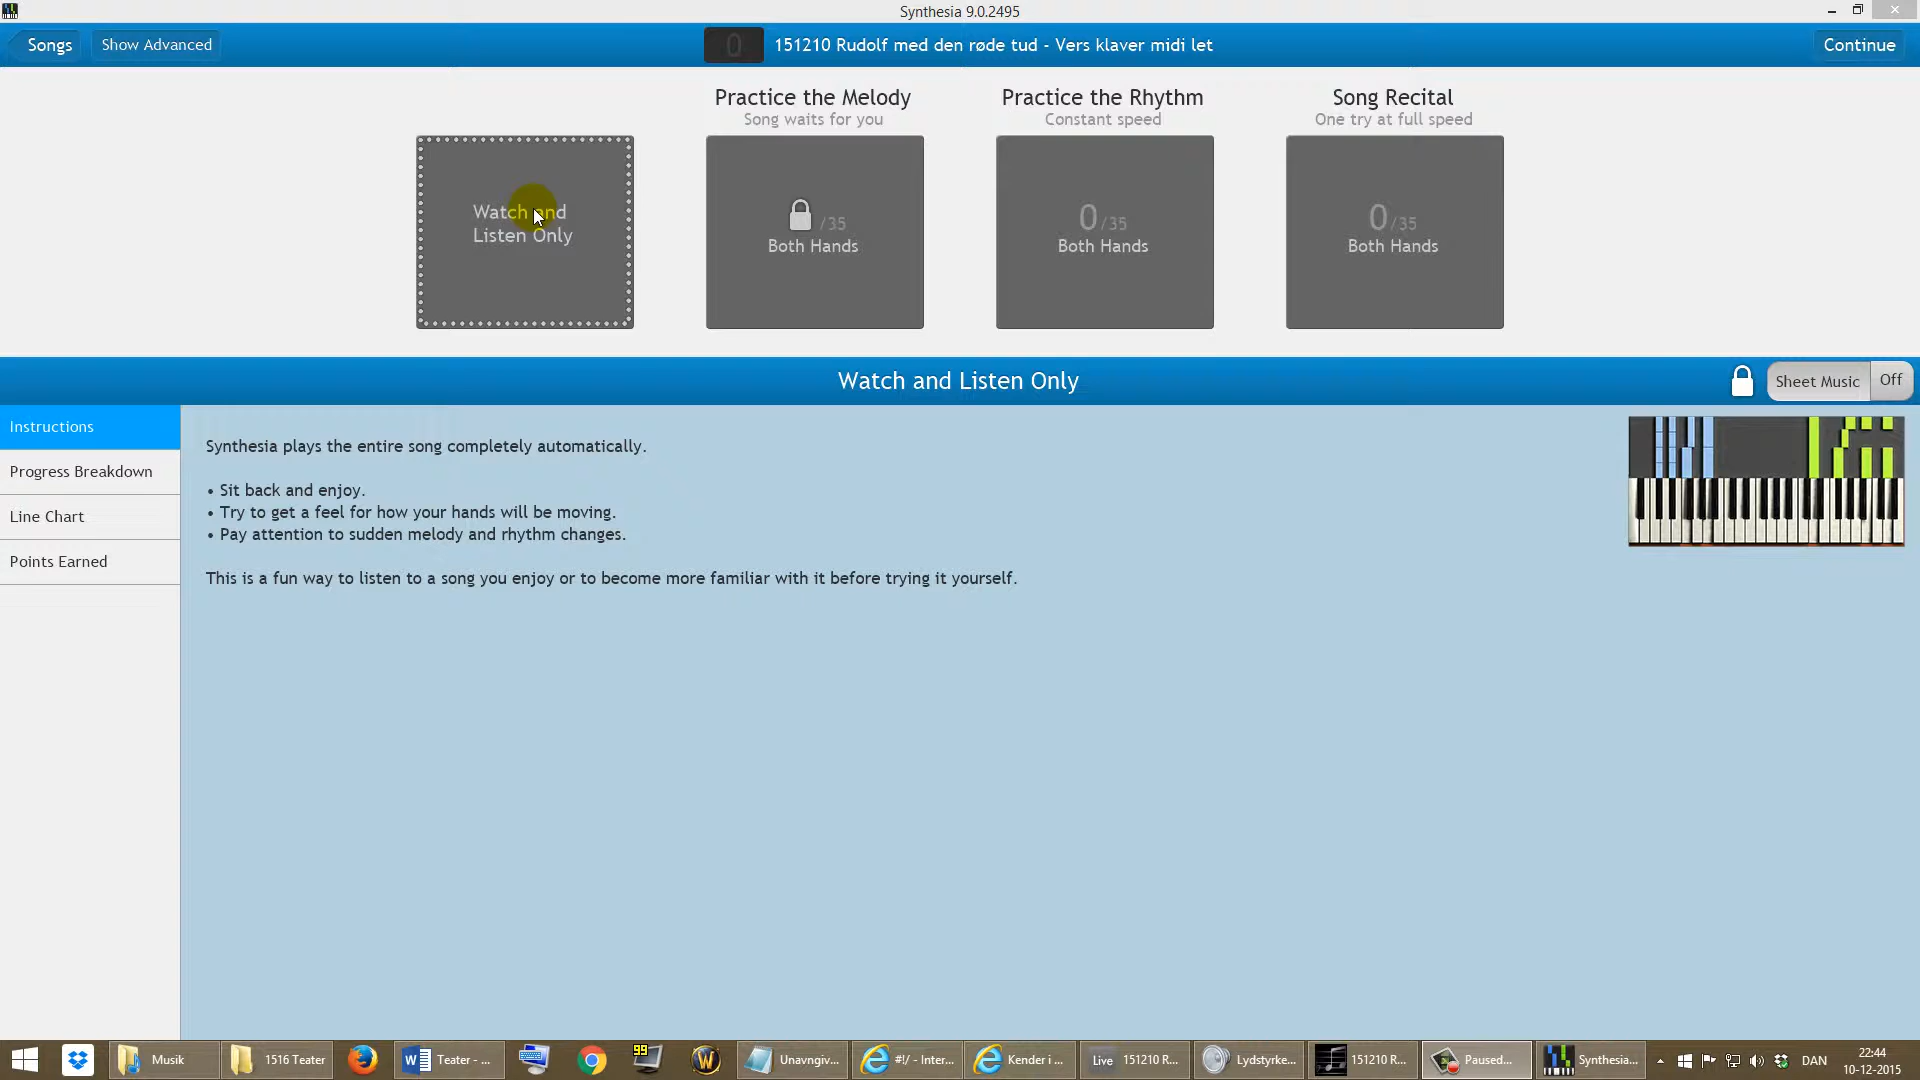 Synthesia 9.0.2495
Songs
Show Advanced
0
151210 Rudolf med den røde tud - Vers klaver midi let
Continue
Practice the Melody
Song waits for you
Practice the Rhythm
Constant speed
Song Recital
One try at full speed
Watch and
Listen Only
/35
Both Hands
0/35
Both Hands
0/35
Both Hands
Watch and Listen Only
Sheet Music
Off
Instructions
Progress Breakdown
Line Chart
Points Earned
Synthesia plays the entire song completely automatically.
• Sit back and enjoy.
• Try to get a feel for how your hands will be moving.
• Pay attention to sudden melody and rhythm changes.
This is a fun way to listen to a song you enjoy or to become more familiar with it before trying it yourself.
Musik
1516 Teater
Teater - ...
99
Unavngiv...
#!/ - Inter...
Kender i ...
Live
151210 R...
Lydstyrke...
151210 R...
Paused...
Synthesia...
DAN
22:44
10-12-2015